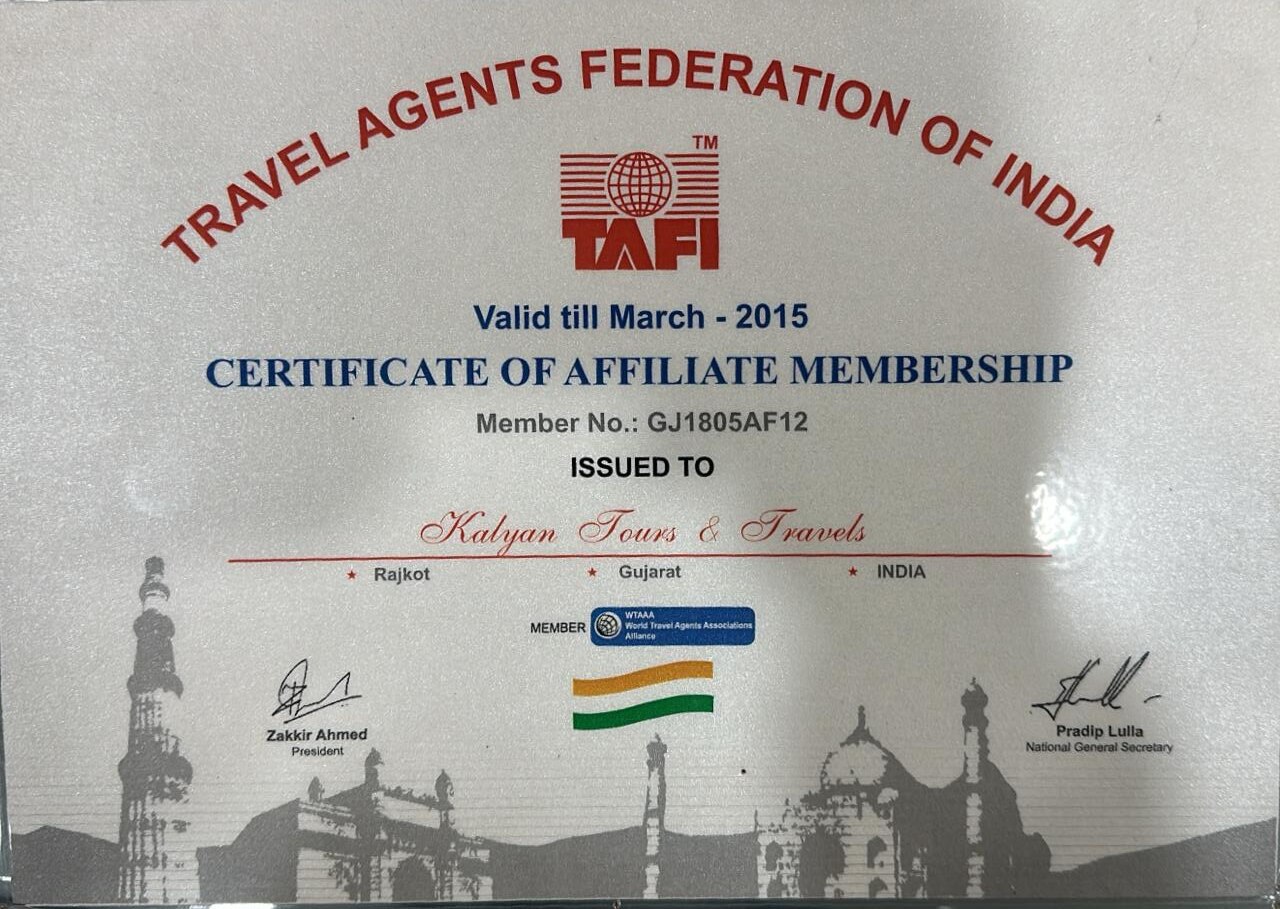 TRAVEL AGENTS FEDERATION OF INDIA
TM
TAFI
Valid till March - 2015
CERTIFICATE OF AFFILIATE MEMBERSHIP
Member No.: GJ1805AF12
ISSUED TO
Kalyan Tours & Travels
Rajkot Gujarat INDIA
MEMBER
WTAAA
World Travel Agents Associations
Alliance
Zakkir Ahmed
President
Pradip Lulla
National General Secretary